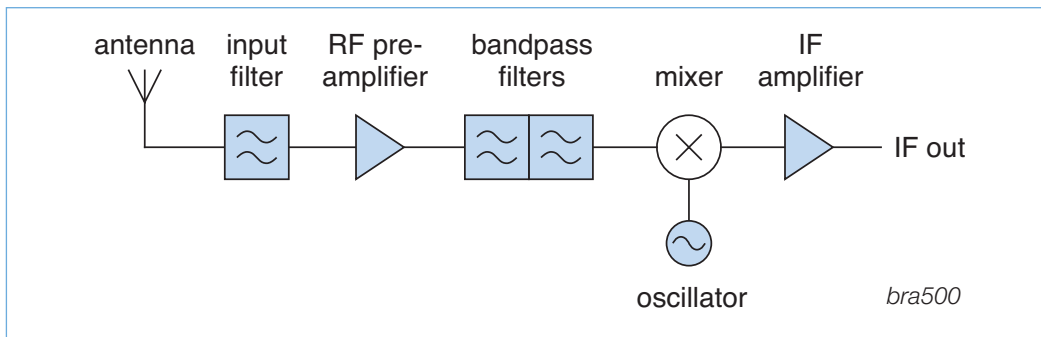 antenna
input
filter
RF pre-
amplifier
bandpass
filters
mixer
IF
amplifier
IF out
oscillator
bra500